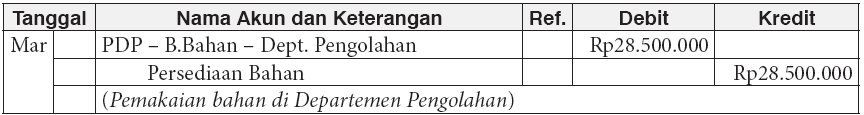 Tanggal Nama Akun dan Keterangan Ref. Debit Kredit
Mar PDP – B.Bahan – Dept. Pengolahan Rp28.500.000
Persediaan Bahan Rp28.500.000
(Pemakaian bahan di Departemen Pengolahan)